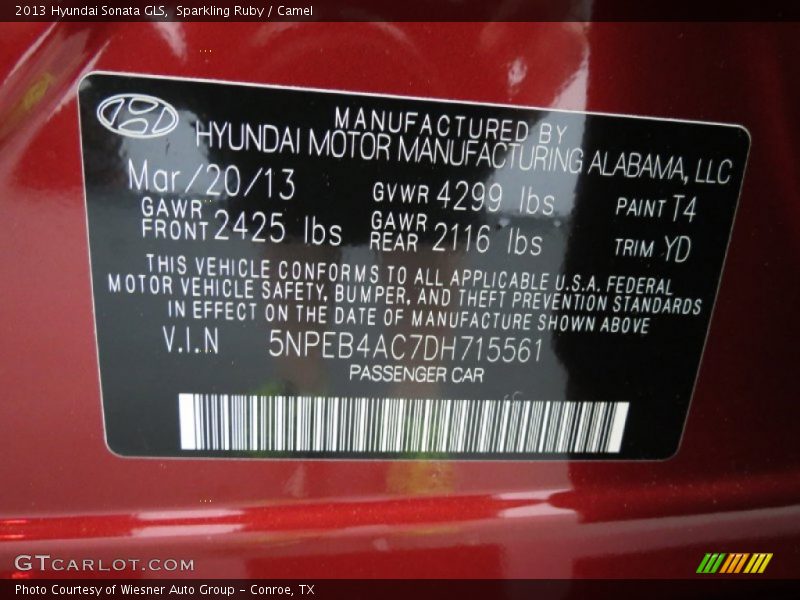 2013 Hyundai Sonata GLS, Sparkling Ruby / Camel
MANUFACTURED BY
HYUNDAI MOTOR MANUFACTURING ALABAMA, LLC
Mar/20/13 GVWR 4299 lbs PAINT T4
GAWR FRONT 2425 lbs GAWR REAR 2116 lbs TRIM YD
THIS VEHICLE CONFORMS TO ALL APPLICABLE U.S.A. FEDERAL
MOTOR VEHICLE SAFETY, BUMPER, AND THEFT PREVENTION STANDARDS
IN EFFECT ON THE DATE OF MANUFACTURE SHOWN ABOVE
V.I.N 5NPEB4AC7DH715561
PASSENGER CAR
GTCARLOT.COM
Photo Courtesy of Wiesner Auto Group - Conroe, TX